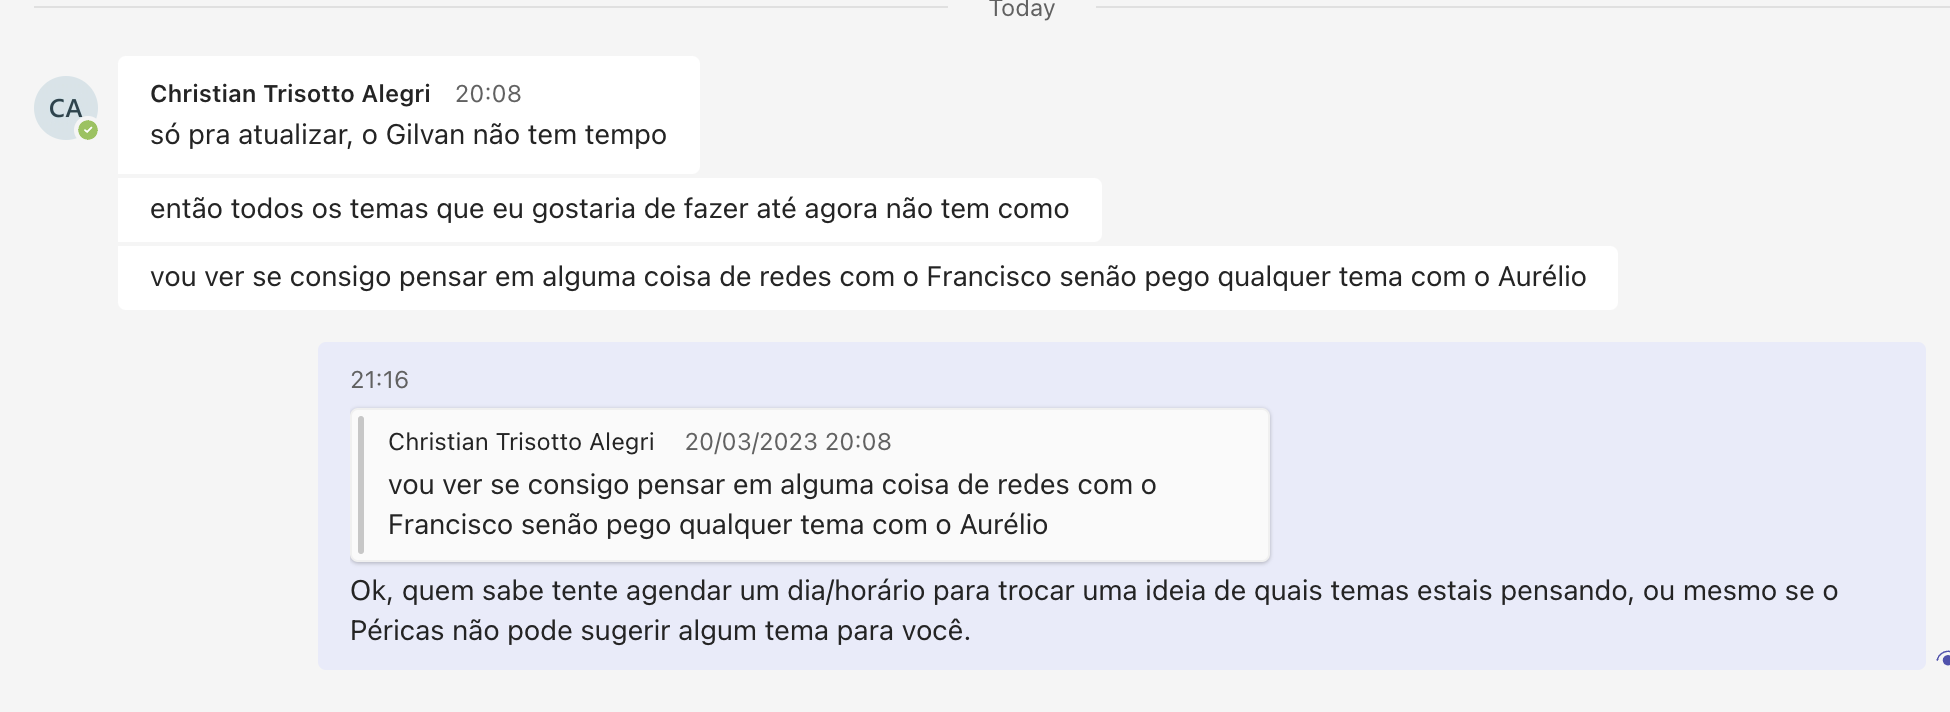 Today
CA
Christian Trisotto Alegri 20:08
só pra atualizar, o Gilvan não tem tempo
então todos os temas que eu gostaria de fazer até agora não tem como
vou ver se consigo pensar em alguma coisa de redes com o Francisco senão pego qualquer tema com o Aurélio
21:16
Christian Trisotto Alegri 20/03/2023 20:08
vou ver se consigo pensar em alguma coisa de redes com o
Francisco senão pego qualquer tema com o Aurélio
Ok, quem sabe tente agendar um dia/horário para trocar uma ideia de quais temas estais pensando, ou mesmo se o
Péricas não pode sugerir algum tema para você.